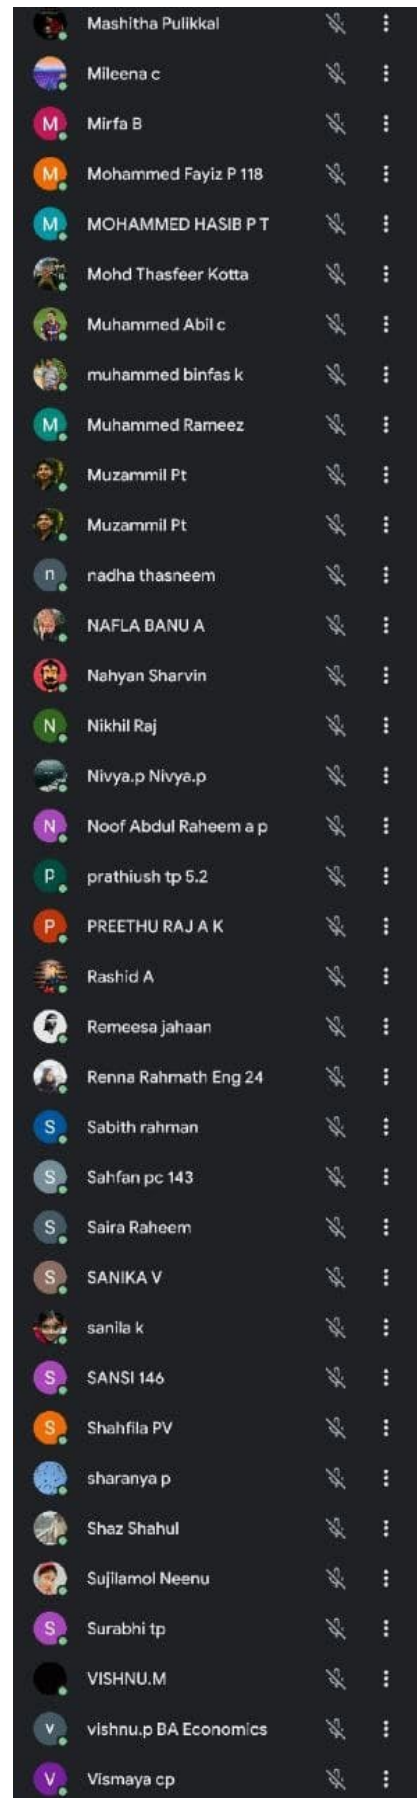 Mashitha Pulikkal
Mileena c
M Mirfa B
M Mohammed Fayiz P 118
M MOHAMMED HASIB P T
Mohd Thasfeer Kotta
Muhammed Abil c
muhammed binfas k
M Muhammed Rameez
Muzammil Pt
Muzammil Pt
n nadha thasneem
NAFLA BANU A
Nahyan Sharvin
N Nikhil Raj
Nivya.p Nivya.p
N Noof Abdul Raheem a p
p prathiush tp 5.2
P PREETHU RAJ A K
Rashid A
Remeesa jahaan
Renna Rahmath Eng 24
S Sabith rahman
S Sahfan pc 143
S Saira Raheem
S SANIKA V
sanila k
S SANSI 146
S Shahfila PV
sharanya p
Shaz Shahul
Sujilamol Neenu
S Surabhi tp
VISHNU.M
v vishnu.p BA Economics
V Vismaya cp